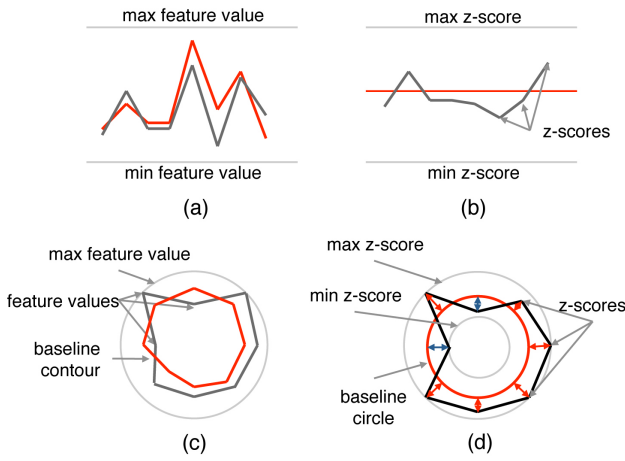 max feature value
min feature value
(a)
max z-score
z-scores
min z-score
(b)
max feature value
feature values
baseline
contour
(c)
max z-score
min z-score
z-scores
baseline
circle
(d)